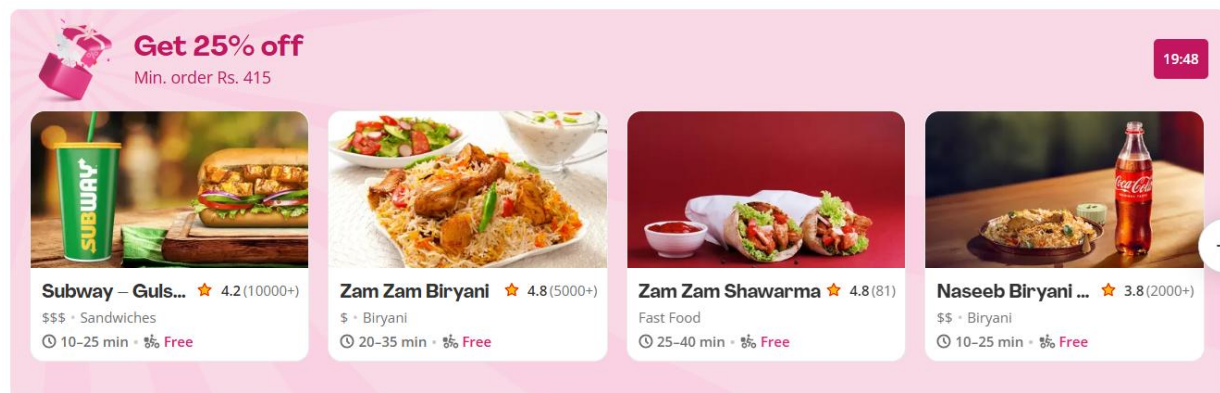 Get 25% off
Min. order Rs. 415
19:48
SUBWAY
Coca-Cola
Subway – Guls... 4.2 (10000+)
$$$ • Sandwiches
10–25 min • Free
Zam Zam Biryani 4.8 (5000+)
$ • Biryani
20–35 min • Free
Zam Zam Shawarma 4.8 (81)
Fast Food
25–40 min • Free
Naseeb Biryani ... 3.8 (2000+)
$$ • Biryani
10–25 min • Free